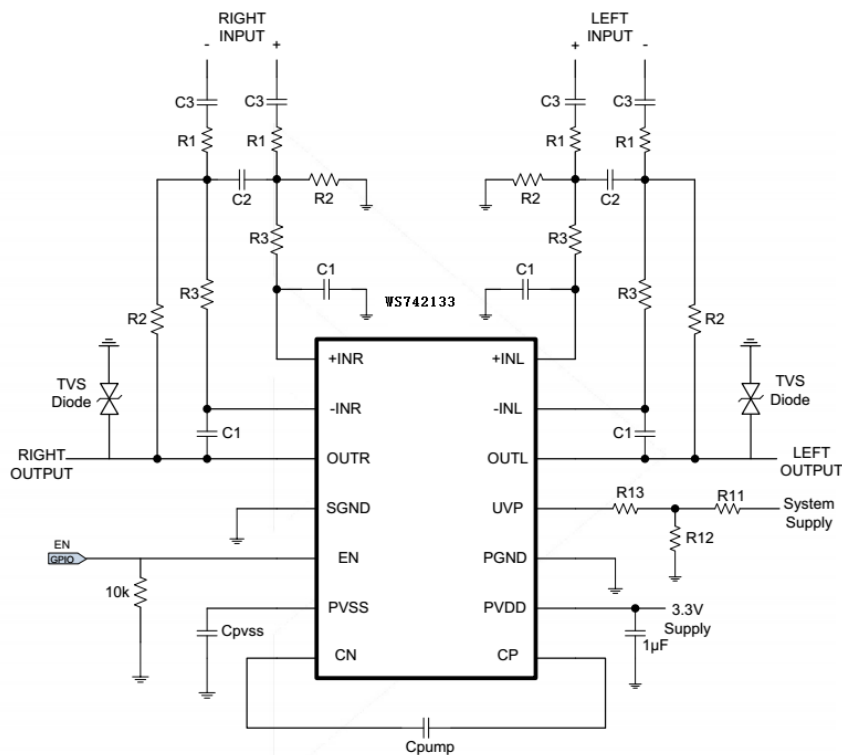 RIGHT
INPUT
LEFT
INPUT
- +
+ -
C3 C3 C3 C3
R1 R1 R1 R1
C2 R2 R2 C2
R3 R3
C1 C1
R3 R3
WS742133
R2 R2
+INR +INL
TVS
Diode
TVS
Diode
-INR -INL
C1 C1
RIGHT
OUTPUT
OUTR OUTL
LEFT
OUTPUT
SGND UVP
R13 R11
System
Supply
R12
EN
GPIO
EN PGND
10k
PVSS PVDD
3.3V
Supply
Cpvss
1µF
CN CP
Cpump